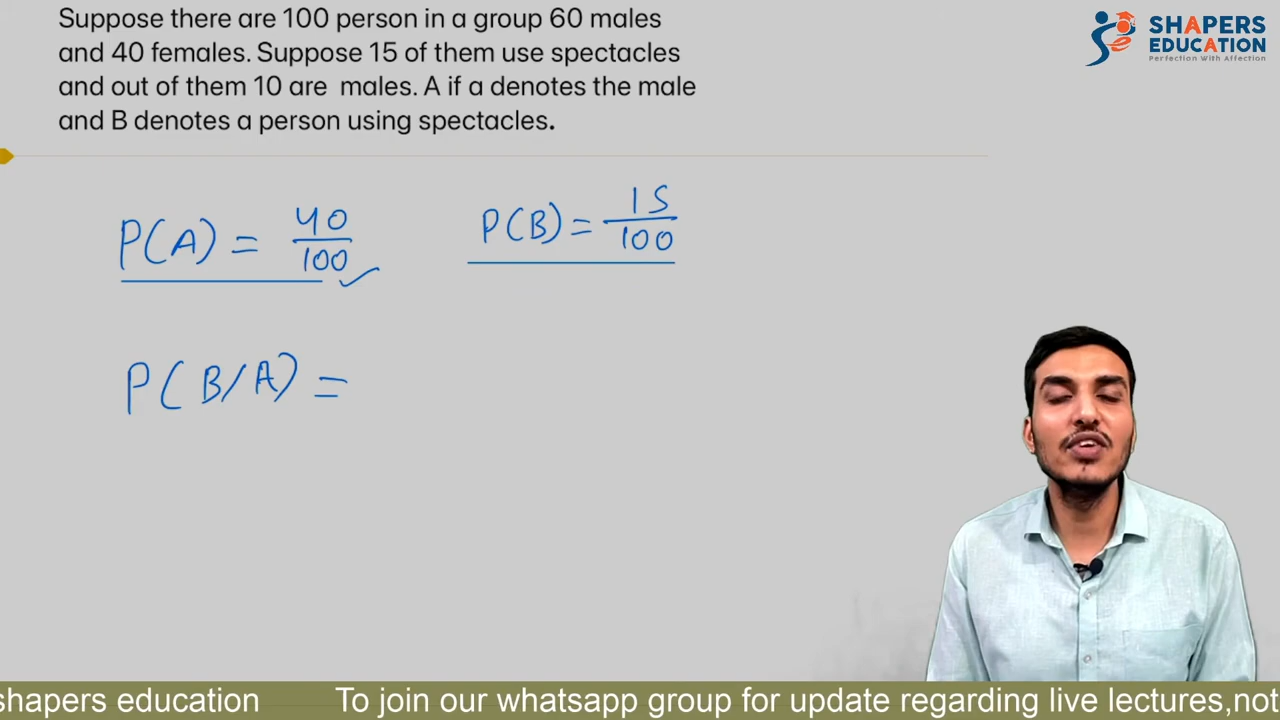 Suppose there are 100 person in a group 60 males
and 40 females. Suppose 15 of them use spectacles
and out of them 10 are males. A if a denotes the male
and B denotes a person using spectacles.
SHAPERS
EDUCATION
Perfection With Affection
P(A) = 40/100
P(B) = 15/100
P(B/A) =
shapers education To join our whatsapp group for update regarding live lectures,not